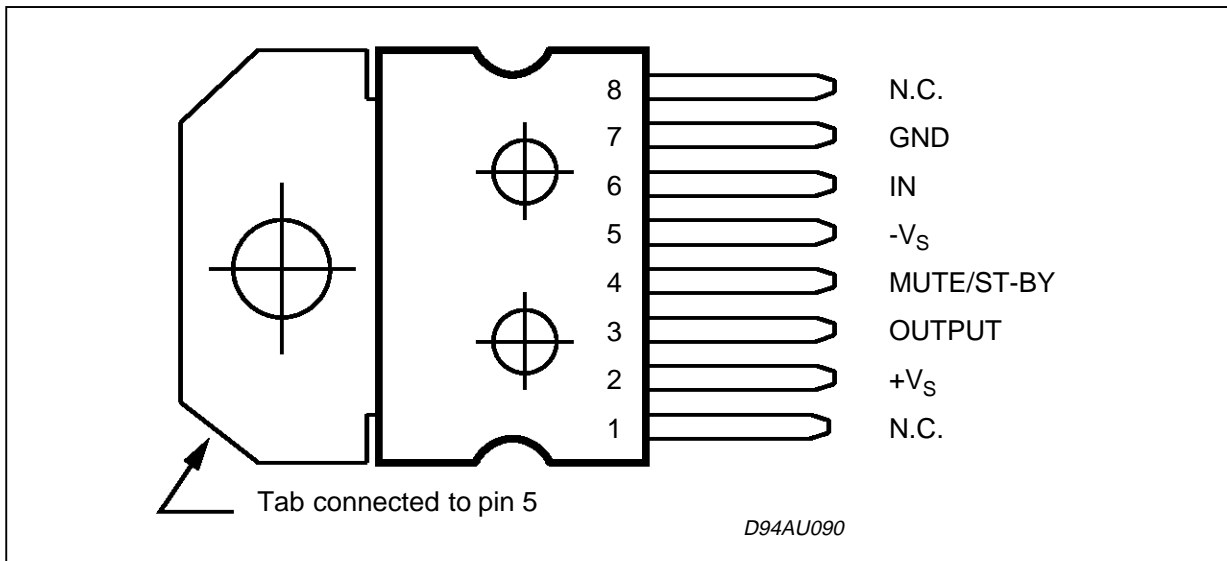 8 N.C.
7 GND
6 IN
5 -VS
4 MUTE/ST-BY
3 OUTPUT
2 +VS
1 N.C.
Tab connected to pin 5
D94AU090